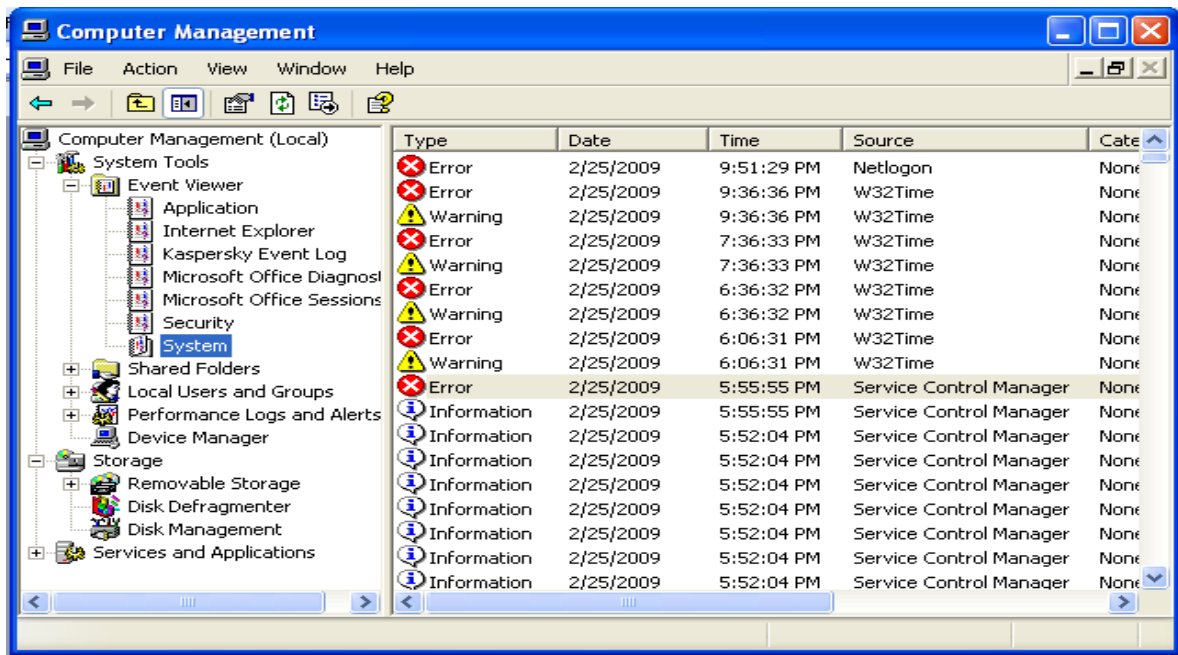 Computer Management
File Action View Window Help
Computer Management (Local)
System Tools
Event Viewer
Application
Internet Explorer
Kaspersky Event Log
Microsoft Office Diagnos
Microsoft Office Sessions
Security
System
Shared Folders
Local Users and Groups
Performance Logs and Alerts
Device Manager
Storage
Removable Storage
Disk Defragmenter
Disk Management
Services and Applications
Type Date Time Source Cate
Error 2/25/2009 9:51:29 PM Netlogon None
Error 2/25/2009 9:36:36 PM W32Time None
Warning 2/25/2009 9:36:36 PM W32Time None
Error 2/25/2009 7:36:33 PM W32Time None
Warning 2/25/2009 7:36:33 PM W32Time None
Error 2/25/2009 6:36:32 PM W32Time None
Warning 2/25/2009 6:36:32 PM W32Time None
Error 2/25/2009 6:06:31 PM W32Time None
Warning 2/25/2009 6:06:31 PM W32Time None
Error 2/25/2009 5:55:55 PM Service Control Manager None
Information 2/25/2009 5:55:55 PM Service Control Manager None
Information 2/25/2009 5:52:04 PM Service Control Manager None
Information 2/25/2009 5:52:04 PM Service Control Manager None
Information 2/25/2009 5:52:04 PM Service Control Manager None
Information 2/25/2009 5:52:04 PM Service Control Manager None
Information 2/25/2009 5:52:04 PM Service Control Manager None
Information 2/25/2009 5:52:04 PM Service Control Manager None
Information 2/25/2009 5:52:04 PM Service Control Manager None